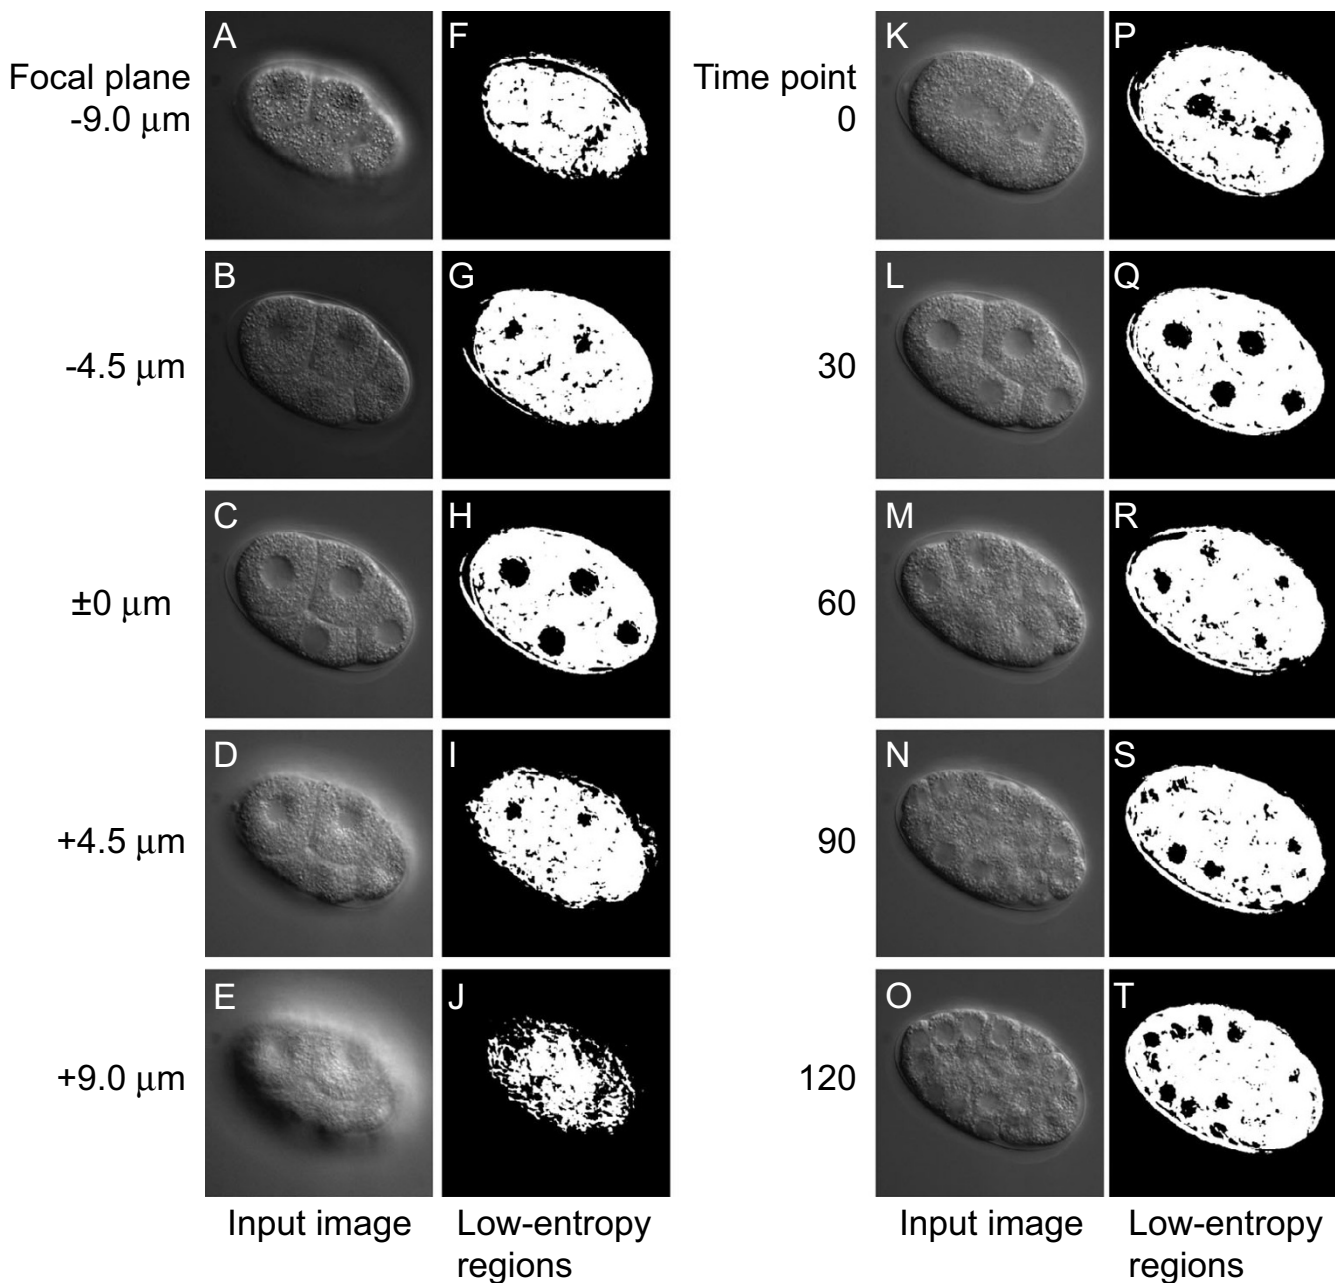 A
F
K
P
Focal plane
-9.0 μm
Time point
0
B
G
L
Q
-4.5 μm
30
C
H
M
R
±0 μm
60
D
I
N
S
+4.5 μm
90
E
J
O
T
+9.0 μm
120
Input image
Low-entropy
regions
Input image
Low-entropy
regions